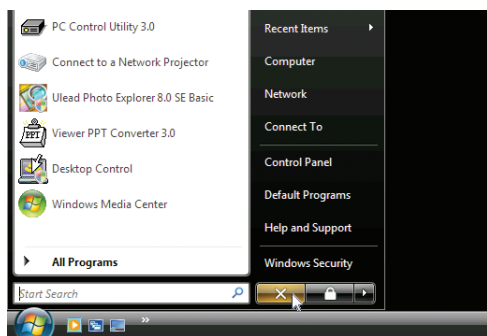 PC Control Utility 3.0
Connect to a Network Projector
Ulead Photo Explorer 8.0 SE Basic
PPT
Viewer PPT Converter 3.0
Desktop Control
Windows Media Center
All Programs
Start Search
Recent Items
Computer
Network
Connect To
Control Panel
Default Programs
Help and Support
Windows Security